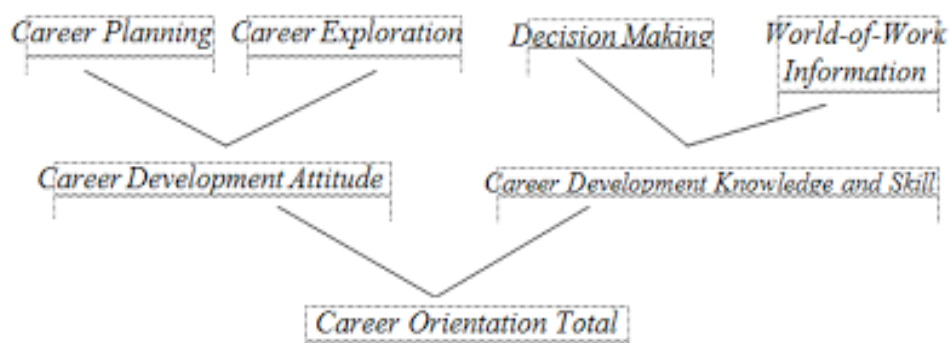 Career Planning
Career Exploration
Decision Making
World-of-Work
Information
Career Development Attitude
Career Development Knowledge and Skill
Career Orientation Total